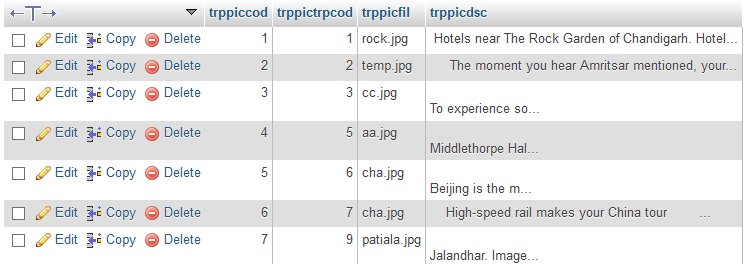 ←T→ trppiccod trppictrpcod trppicfil trppicdsc
Edit Copy Delete 1 1 rock.jpg Hotels near The Rock Garden of Chandigarh. Hotel...
Edit Copy Delete 2 2 temp.jpg The moment you hear Amritsar mentioned, your...
Edit Copy Delete 3 3 cc.jpg
To experience so...
Edit Copy Delete 4 5 aa.jpg
Middlethorpe Hal...
Edit Copy Delete 5 6 cha.jpg
Beijing is the m...
Edit Copy Delete 6 7 cha.jpg High-speed rail makes your China tour ...
Edit Copy Delete 7 9 patiala.jpg
Jalandhar. Image...